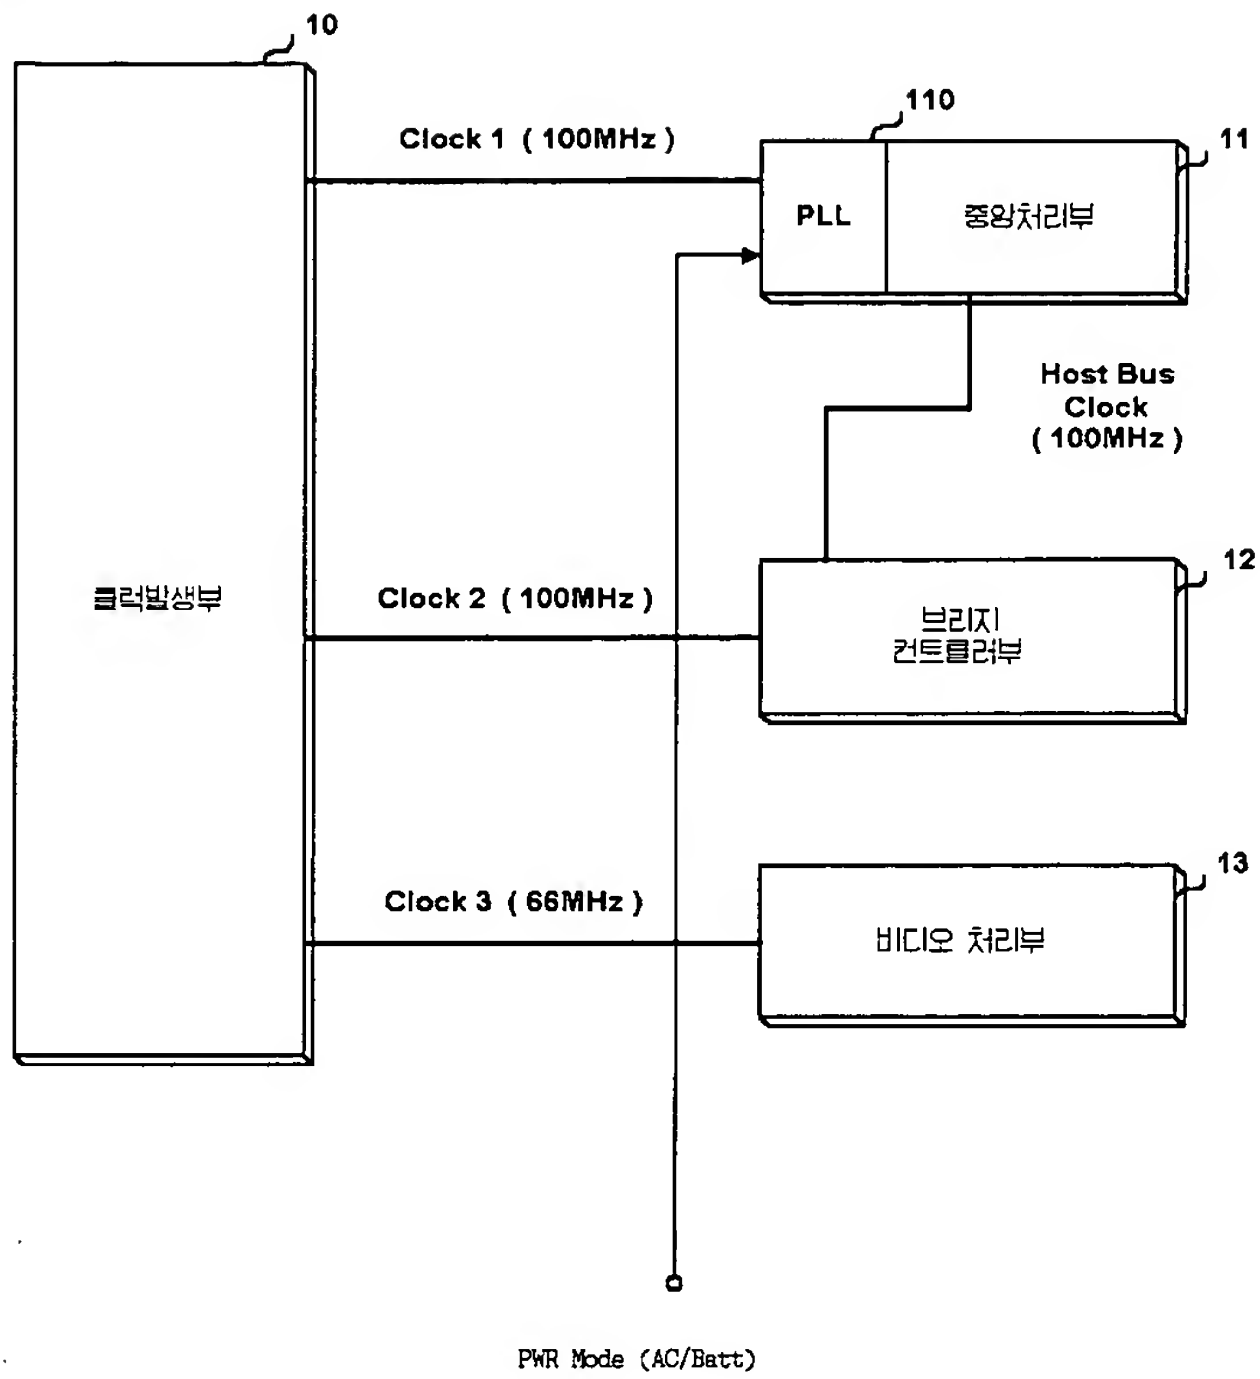 10
110
Clock 1 ( 100MHz )
11
PLL
중앙처리부
Host Bus
Clock
( 100MHz )
12
클럭발생부
Clock 2 ( 100MHz )
브리지
컨트롤러부
13
Clock 3 ( 66MHz )
비디오 처리부
PWR Mode (AC/Batt)